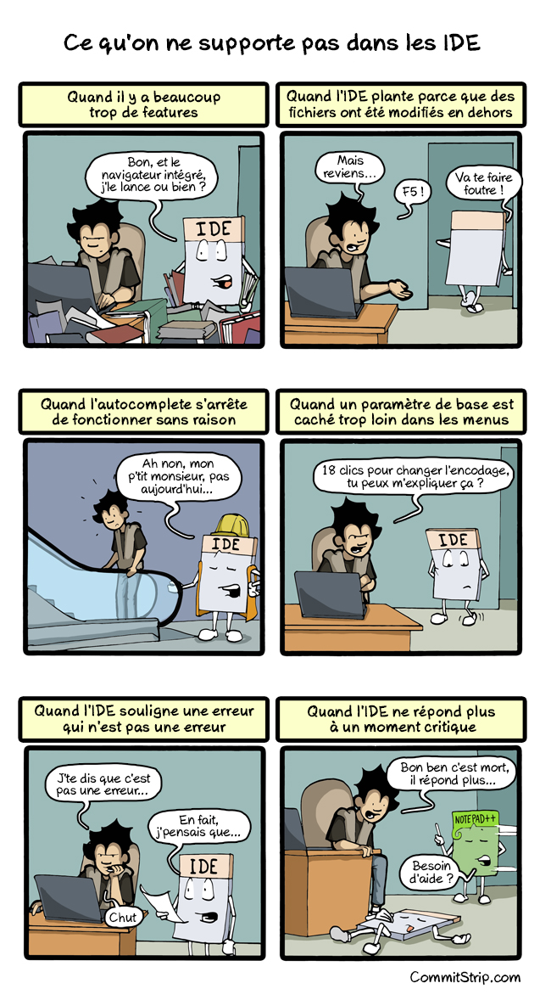 Ce qu'on ne supporte pas dans les IDE
Quand il y a beaucoup
trop de features
Bon, et le
navigateur intégré,
j'le lance ou bien ?
IDE
Quand l'IDE plante parce que des
fichiers ont été modifiés en dehors
Mais
reviens...
F5 !
Va te faire
foutre !
Quand l'autocomplete s'arrête
de fonctionner sans raison
Ah non, mon
p'tit monsieur, pas
aujourd'hui...
IDE
Quand un paramètre de base est
caché trop loin dans les menus
18 clics pour changer l'encodage,
tu peux m'expliquer ça ?
IDE
Quand l'IDE souligne une erreur
qui n'est pas une erreur
J'te dis que c'est
pas une erreur...
En fait,
j'pensais que...
IDE
Chut
Quand l'IDE ne répond plus
à un moment critique
Bon ben c'est mort,
il répond plus...
NOTEPAD++
Besoin
d'aide ?
CommitStrip.com